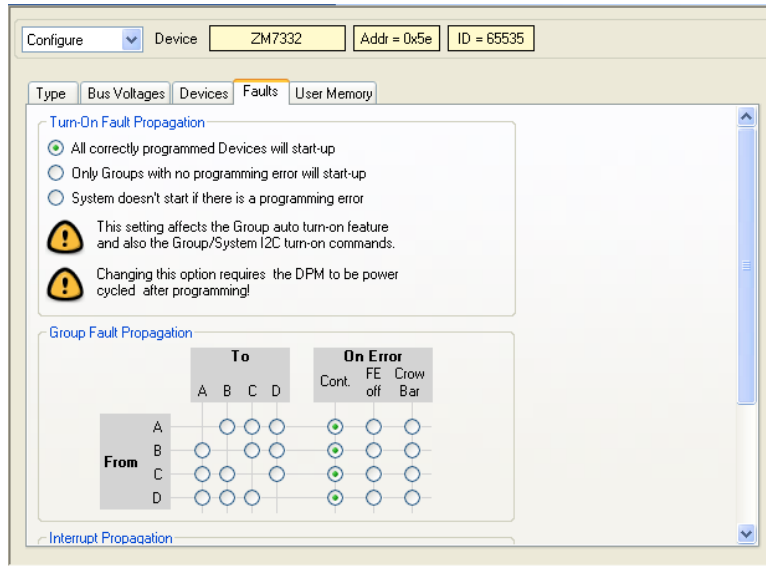 Configure Device ZM7332 Addr = 0x5e ID = 65535
Type Bus Voltages Devices Faults User Memory
Turn-On Fault Propagation
All correctly programmed Devices will start-up
Only Groups with no programming error will start-up
System doesn't start if there is a programming error
This setting affects the Group auto turn-on feature
and also the Group/System I2C turn-on commands.
Changing this option requires the DPM to be power
cycled after programming!
Group Fault Propagation
To On Error
A B C D Cont. FE off Crow Bar
From
A
B
C
D
Interrupt Propagation